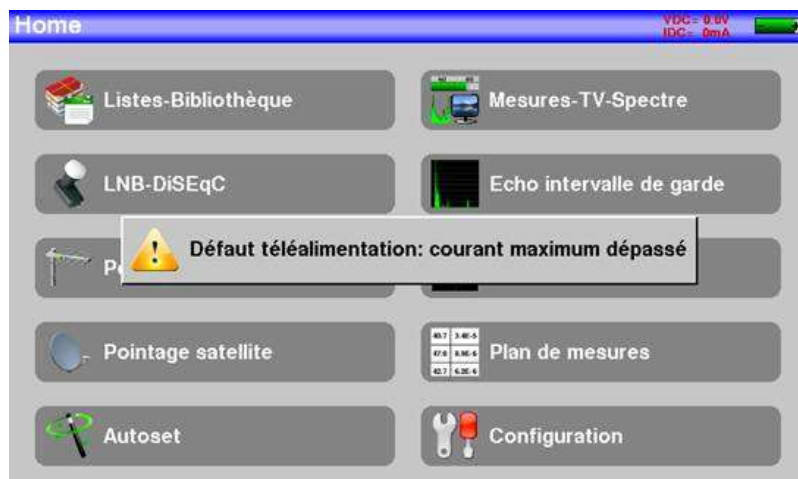 Home
VDC= 0.0V
IDC= 0mA
Listes-Bibliothèque
Mesures-TV-Spectre
LNB-DiSEqC
Echo intervalle de garde
Défaut téléalimentation: courant maximum dépassé
Pointage satellite
Plan de mesures
Autoset
Configuration